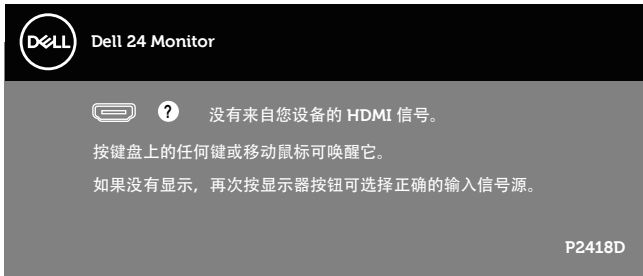 DELL
Dell 24 Monitor
? 没有来自您设备的 HDMI 信号。
按键盘上的任何键或移动鼠标可唤醒它。
如果没有显示，再次按显示器按钮可选择正确的输入信号源。
P2418D